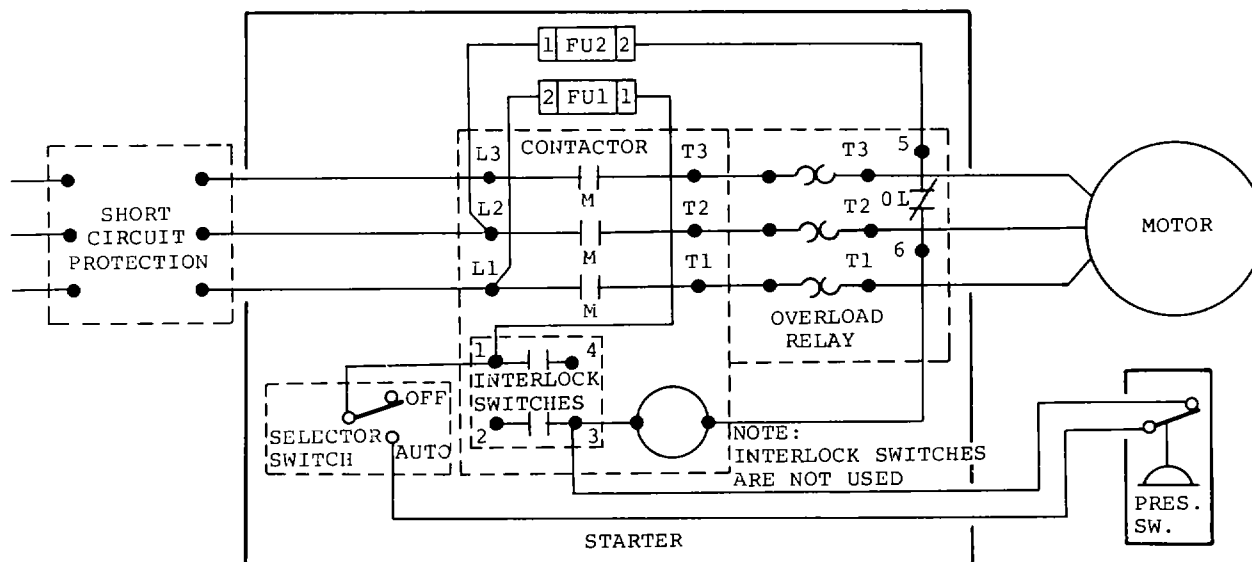 1 FU2 2
2 FU1 1
CONTACTOR
L3
T3
T3
5
M
SHORT
CIRCUIT
PROTECTION
L2
T2
T2
OL
M
6
L1
T1
T1
M
OVERLOAD
RELAY
MOTOR
1
4
INTERLOCK
SWITCHES
2
3
OFF
SELECTOR
SWITCH
AUTO
NOTE:
INTERLOCK SWITCHES
ARE NOT USED
PRES.
SW.
STARTER